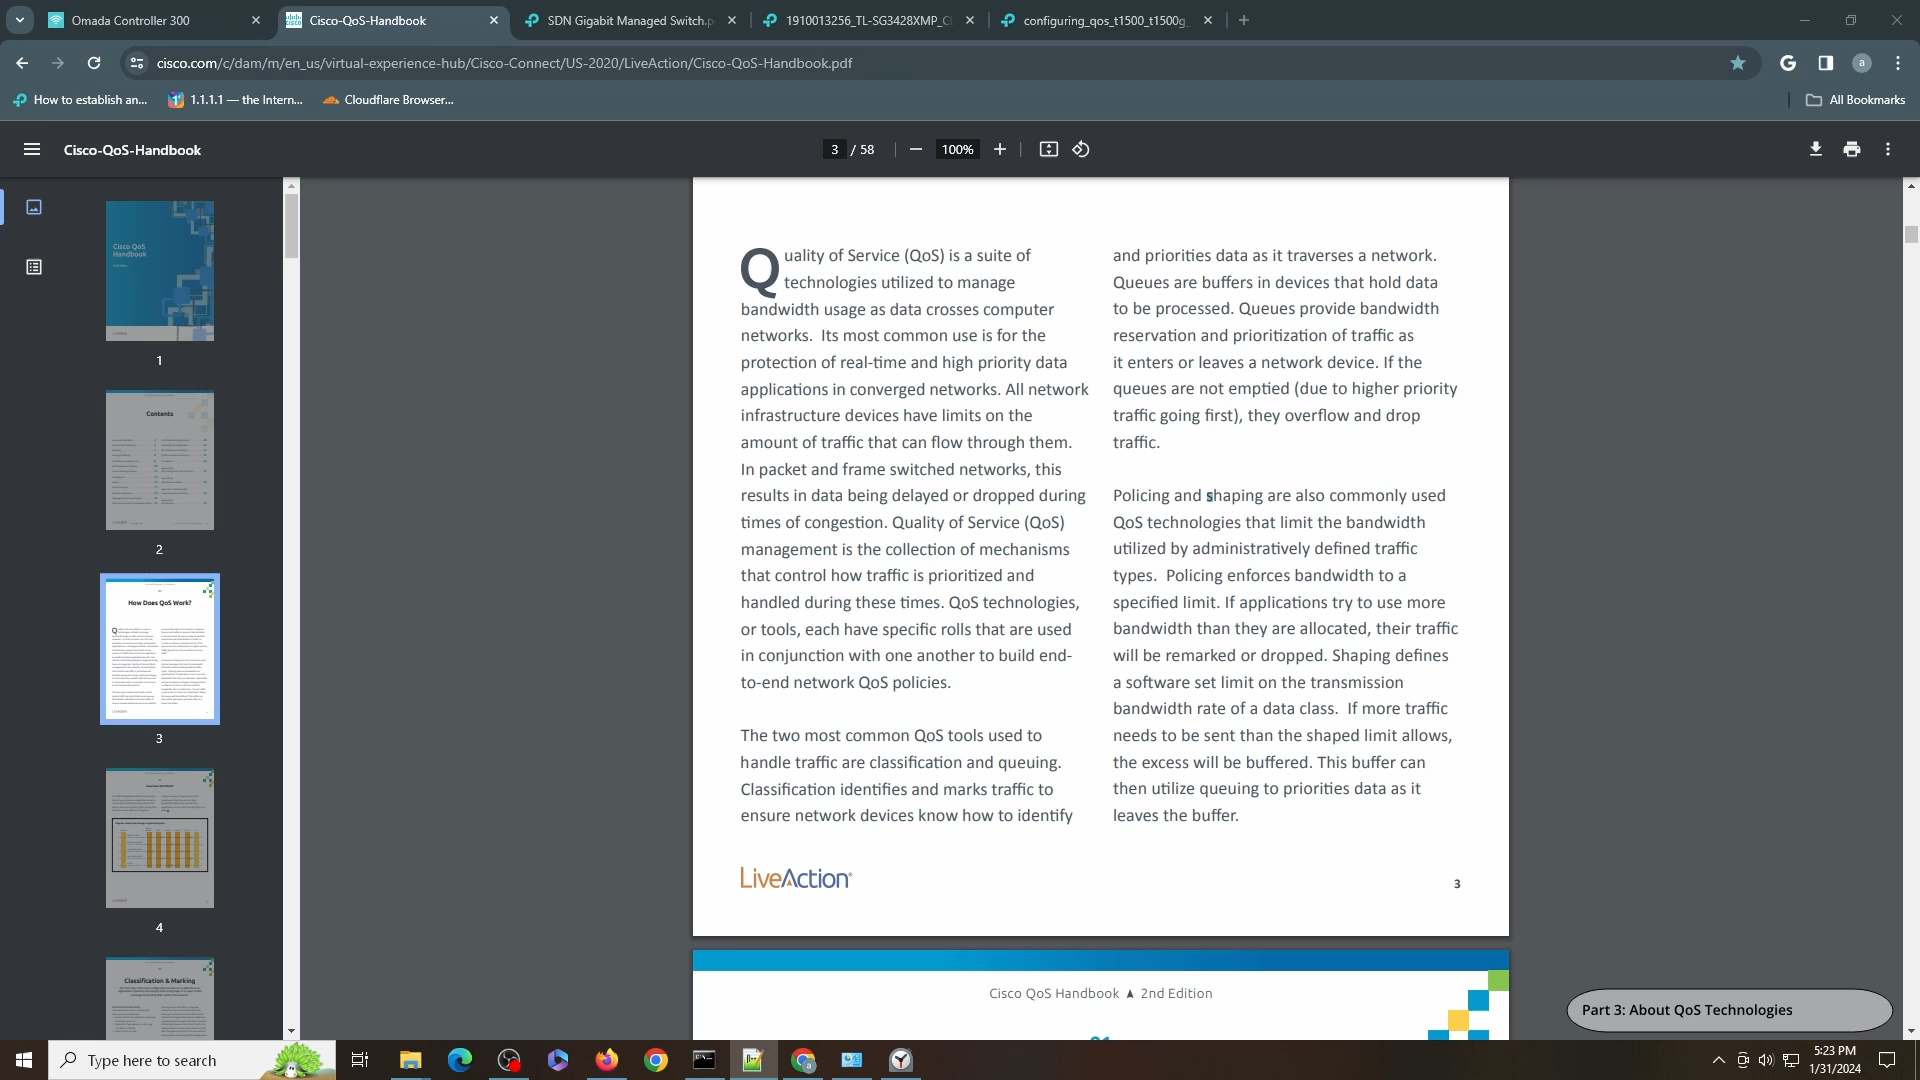 Omada Controller 300
Cisco-QoS-Handbook
SDN Gigabit Managed Switch.p
1910013256_TL-SG3428XMP_C
configuring_qos_t1500_t1500g_
cisco.com/c/dam/m/en_us/virtual-experience-hub/Cisco-Connect/US-2020/LiveAction/Cisco-QoS-Handbook.pdf
a
How to establish an...
1.1.1.1 — the Intern...
Cloudflare Browser...
All Bookmarks
Cisco-QoS-Handbook
3 / 58
100%
Cisco QoS
Handbook
1
Contents
2
How Does QoS Work?
3
4
Classification & Marking
Quality of Service (QoS) is a suite of
technologies utilized to manage
bandwidth usage as data crosses computer
networks.  Its most common use is for the
protection of real-time and high priority data
applications in converged networks. All network
infrastructure devices have limits on the
amount of traffic that can flow through them.
In packet and frame switched networks, this
results in data being delayed or dropped during
times of congestion. Quality of Service (QoS)
management is the collection of mechanisms
that control how traffic is prioritized and
handled during these times. QoS technologies,
or tools, each have specific rolls that are used
in conjunction with one another to build end-
to-end network QoS policies.
The two most common QoS tools used to
handle traffic are classification and queuing.
Classification identifies and marks traffic to
ensure network devices know how to identify
and priorities data as it traverses a network.
Queues are buffers in devices that hold data
to be processed. Queues provide bandwidth
reservation and prioritization of traffic as
it enters or leaves a network device. If the
queues are not emptied (due to higher priority
traffic going first), they overflow and drop
traffic.
Policing and shaping are also commonly used
QoS technologies that limit the bandwidth
utilized by administratively defined traffic
types.  Policing enforces bandwidth to a
specified limit. If applications try to use more
bandwidth than they are allocated, their traffic
will be remarked or dropped. Shaping defines
a software set limit on the transmission
bandwidth rate of a data class.  If more traffic
needs to be sent than the shaped limit allows,
the excess will be buffered. This buffer can
then utilize queuing to priorities data as it
leaves the buffer.
LiveAction
3
Cisco QoS Handbook ▲ 2nd Edition
Part 3: About QoS Technologies
Type here to search
5:23 PM
1/31/2024